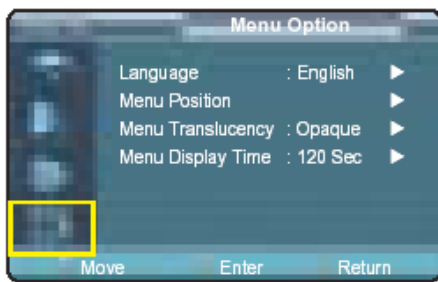 Menu Option
Language : English ▶
Menu Position ▶
Menu Translucency : Opaque ▶
Menu Display Time : 120 Sec ▶
Move Enter Return